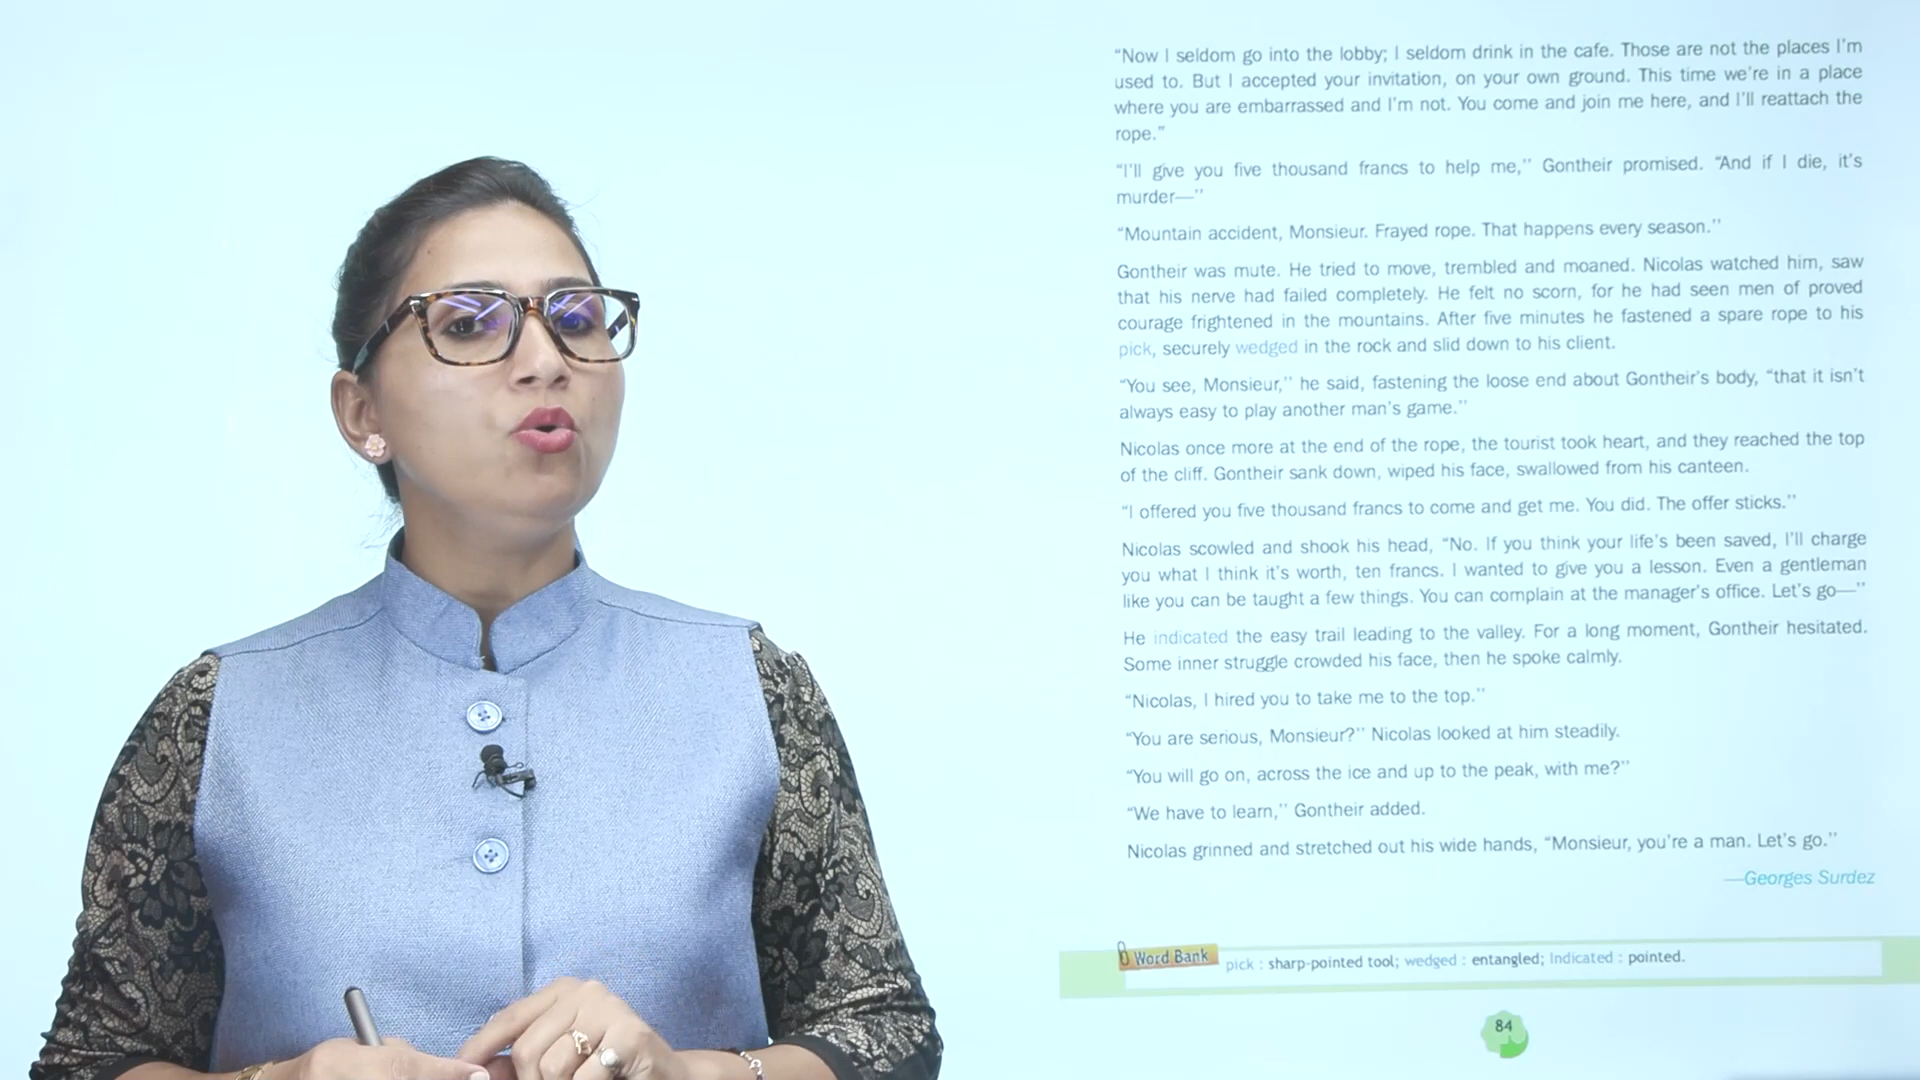 “Now I seldom go into the lobby; I seldom drink in the cafe. Those are not the places I’m
used to. But I accepted your invitation, on your own ground. This time we’re in a place
where you are embarrassed and I’m not. You come and join me here, and I’ll reattach the
rope.”
“I’ll give you five thousand francs to help me,’’ Gontheir promised. “And if I die, it’s
murder—’’
“Mountain accident, Monsieur. Frayed rope. That happens every season.’’
Gontheir was mute. He tried to move, trembled and moaned. Nicolas watched him, saw
that his nerve had failed completely. He felt no scorn, for he had seen men of proved
courage frightened in the mountains. After five minutes he fastened a spare rope to his
pick, securely wedged in the rock and slid down to his client.
“You see, Monsieur,’’ he said, fastening the loose end about Gontheir’s body, “that it isn’t
always easy to play another man’s game.’’
Nicolas once more at the end of the rope, the tourist took heart, and they reached the top
of the cliff. Gontheir sank down, wiped his face, swallowed from his canteen.
“I offered you five thousand francs to come and get me. You did. The offer sticks.’’
Nicolas scowled and shook his head, “No. If you think your life’s been saved, I’ll charge
you what I think it’s worth, ten francs. I wanted to give you a lesson. Even a gentleman
like you can be taught a few things. You can complain at the manager’s office. Let’s go—’’
He indicated the easy trail leading to the valley. For a long moment, Gontheir hesitated.
Some inner struggle crowded his face, then he spoke calmly.
“Nicolas, I hired you to take me to the top.’’
“You are serious, Monsieur?’’ Nicolas looked at him steadily.
“You will go on, across the ice and up to the peak, with me?’’
“We have to learn,’’ Gontheir added.
Nicolas grinned and stretched out his wide hands, “Monsieur, you’re a man. Let’s go.’’
—Georges Surdez
Word Bank pick : sharp-pointed tool; wedged : entangled; Indicated : pointed.
84